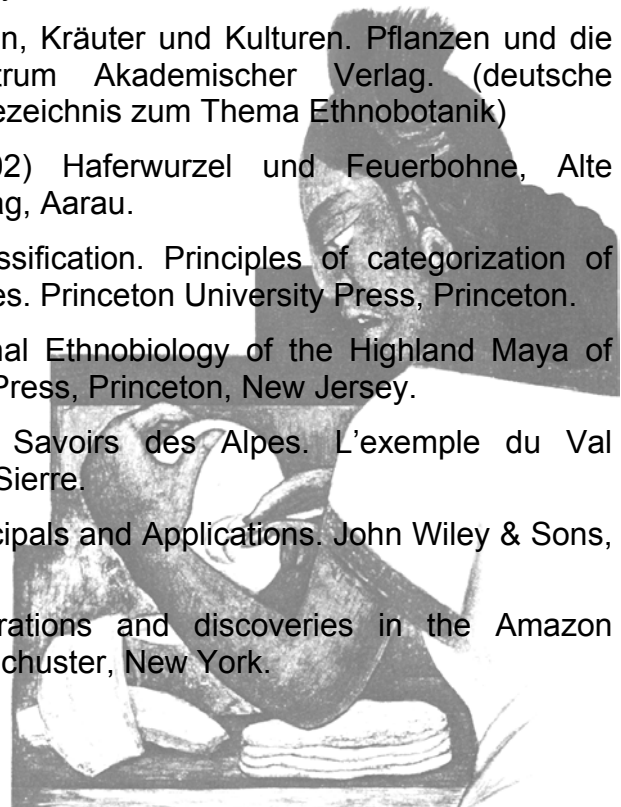 n, Kräuter und Kulturen. Pflanzen und die
trum Akademischer Verlag. (deutsche
ezeichnis zum Thema Ethnobotanik)
02) Haferwurzel und Feuerbohne, Alte
ag, Aarau.
ssification. Principles of categorization of
es. Princeton University Press, Princeton.
nal Ethnobiology of the Highland Maya of
Press, Princeton, New Jersey.
Savoirs des Alpes. L'exemple du Val
Sierre.
cipals and Applications. John Wiley & Sons,
rations and discoveries in the Amazon
chuster, New York.